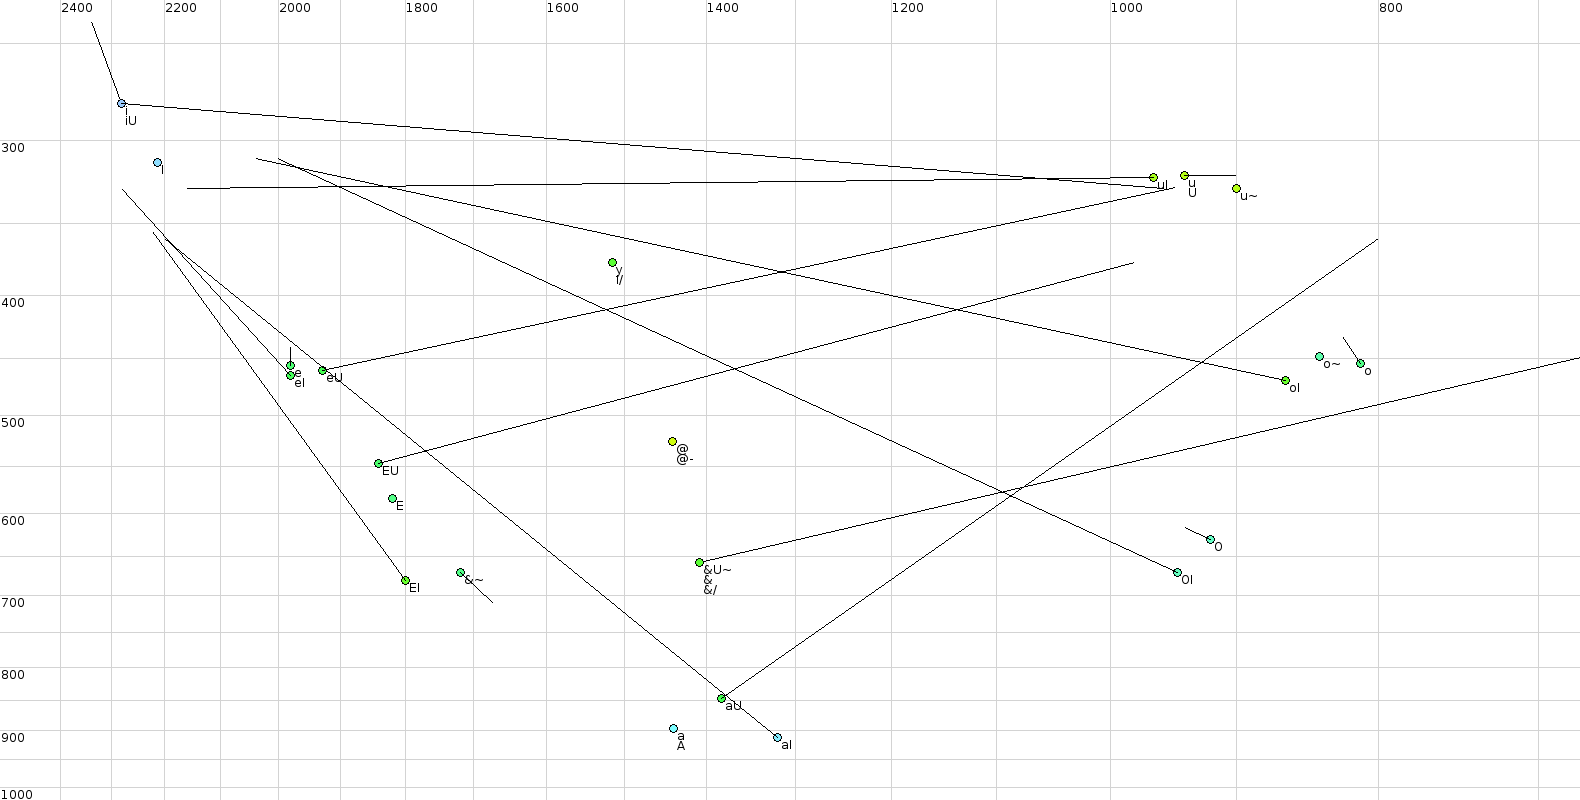 2400 2200 2000 1800 1600 1400 1200 1000 800
i
iU
300
I
uI
u
U
u~
y
I/
400
e
eI
eU
o~
o
oI
500
@
@-
EU
E
600
O
&U~
&
&/
&~
EI
OI
700
800
aU
a
A
aI
900
1000